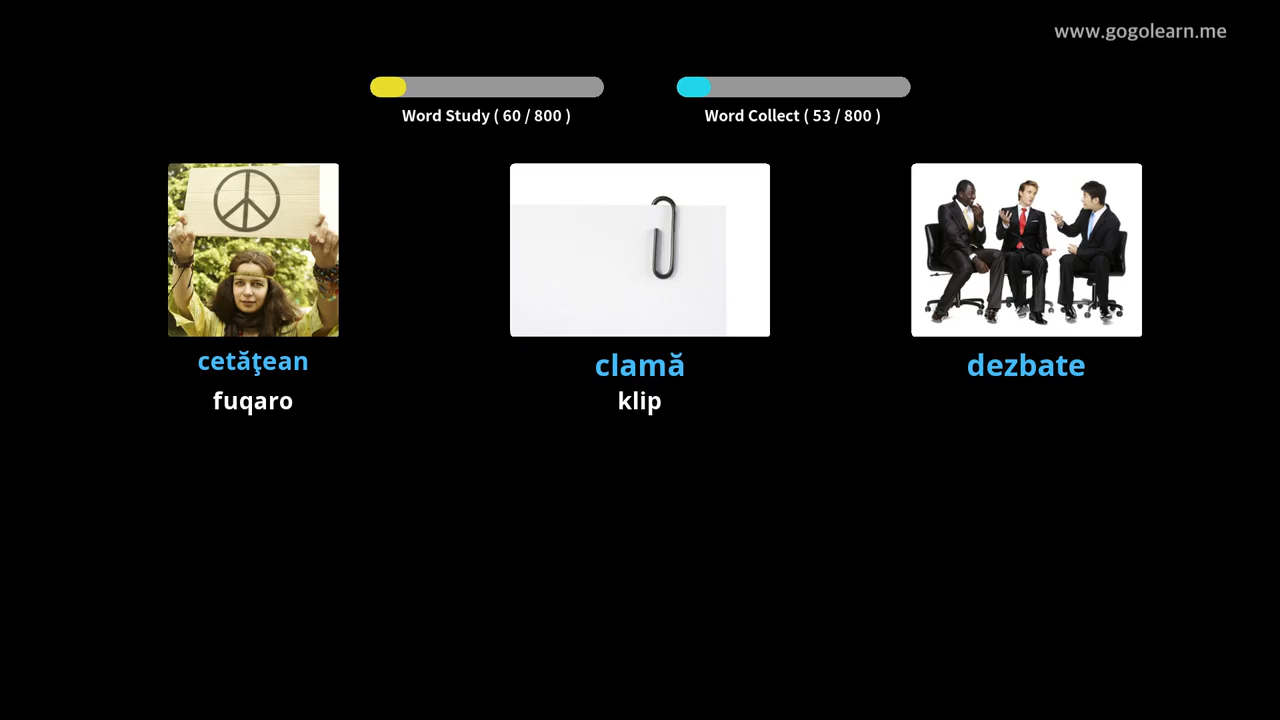 www.gogolearn.me
Word Study ( 60 / 800 )
Word Collect ( 53 / 800 )
cetăţean
clamă
dezbate
fuqaro
klip